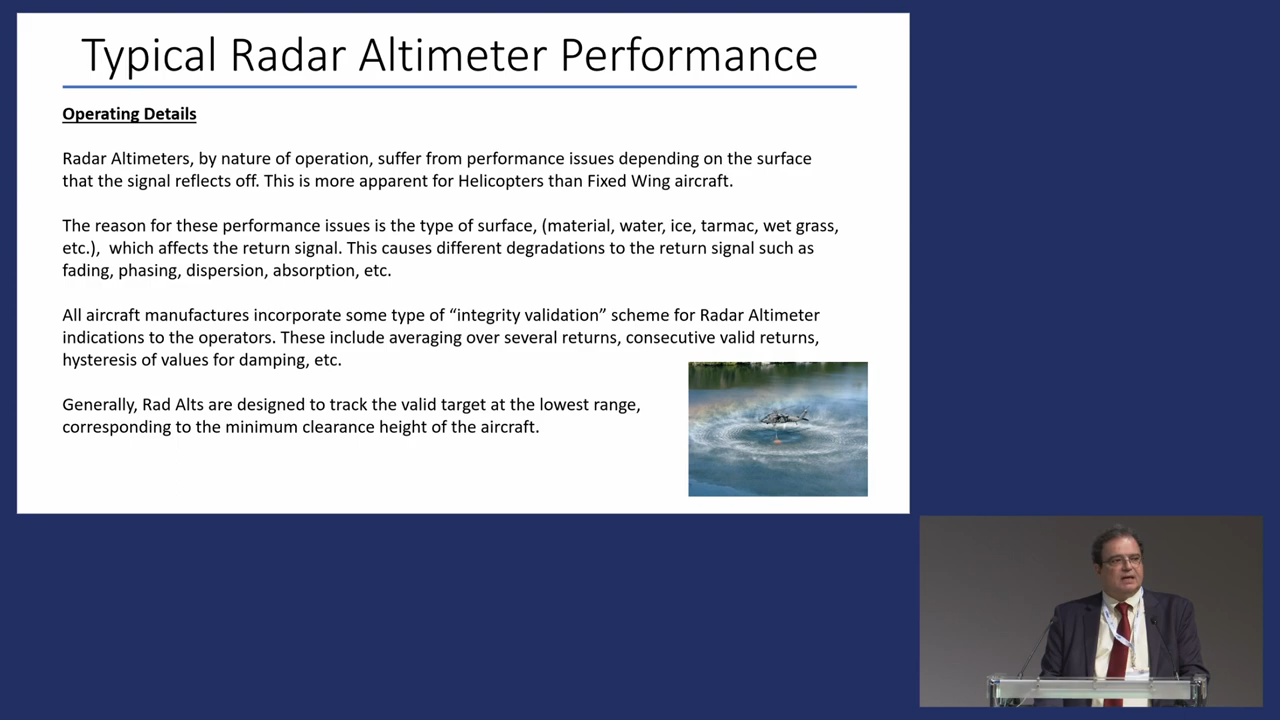 Typical Radar Altimeter Performance
Operating Details
Radar Altimeters, by nature of operation, suffer from performance issues depending on the surface
that the signal reflects off. This is more apparent for Helicopters than Fixed Wing aircraft.
The reason for these performance issues is the type of surface, (material, water, ice, tarmac, wet grass,
etc.), which affects the return signal. This causes different degradations to the return signal such as
fading, phasing, dispersion, absorption, etc.
All aircraft manufactures incorporate some type of “integrity validation” scheme for Radar Altimeter
indications to the operators. These include averaging over several returns, consecutive valid returns,
hysteresis of values for damping, etc.
Generally, Rad Alts are designed to track the valid target at the lowest range,
corresponding to the minimum clearance height of the aircraft.